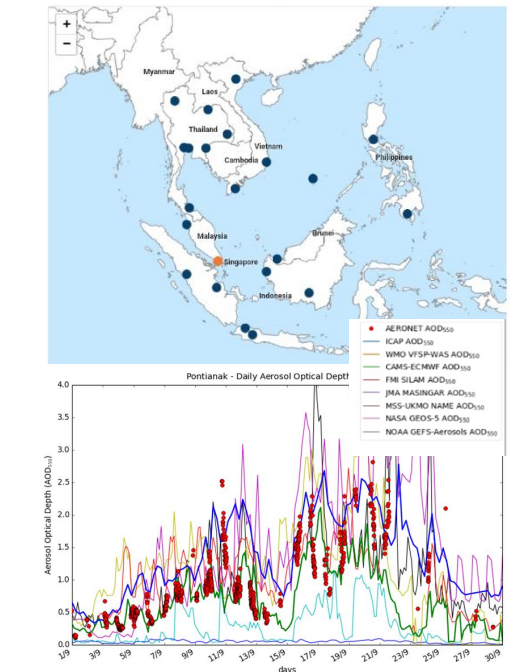 +
−
Myanmar
Laos
Thailand
Vietnam
Cambodia
Philippines
Brunei
Malaysia
Singapore
Indonesia
AERONET AOD550
ICAP AOD550
WMO VFSP-WAS AOD550
CAMS-ECMWF AOD550
FMI SILAM AOD550
JMA MASINGAR AOD550
MSS-UKMO NAME AOD550
NASA GEOS-5 AOD550
NOAA GEFS-Aerosols AOD550
Pontianak - Daily Aerosol Optical Depth
Aerosol Optical Depth (AOD550)
4.0
3.5
3.0
2.5
2.0
1.5
1.0
0.5
0.0
1/9 3/9 5/9 7/9 9/9 11/9 13/9 15/9 17/9 19/9 21/9 23/9 25/9 27/9 30/9
days